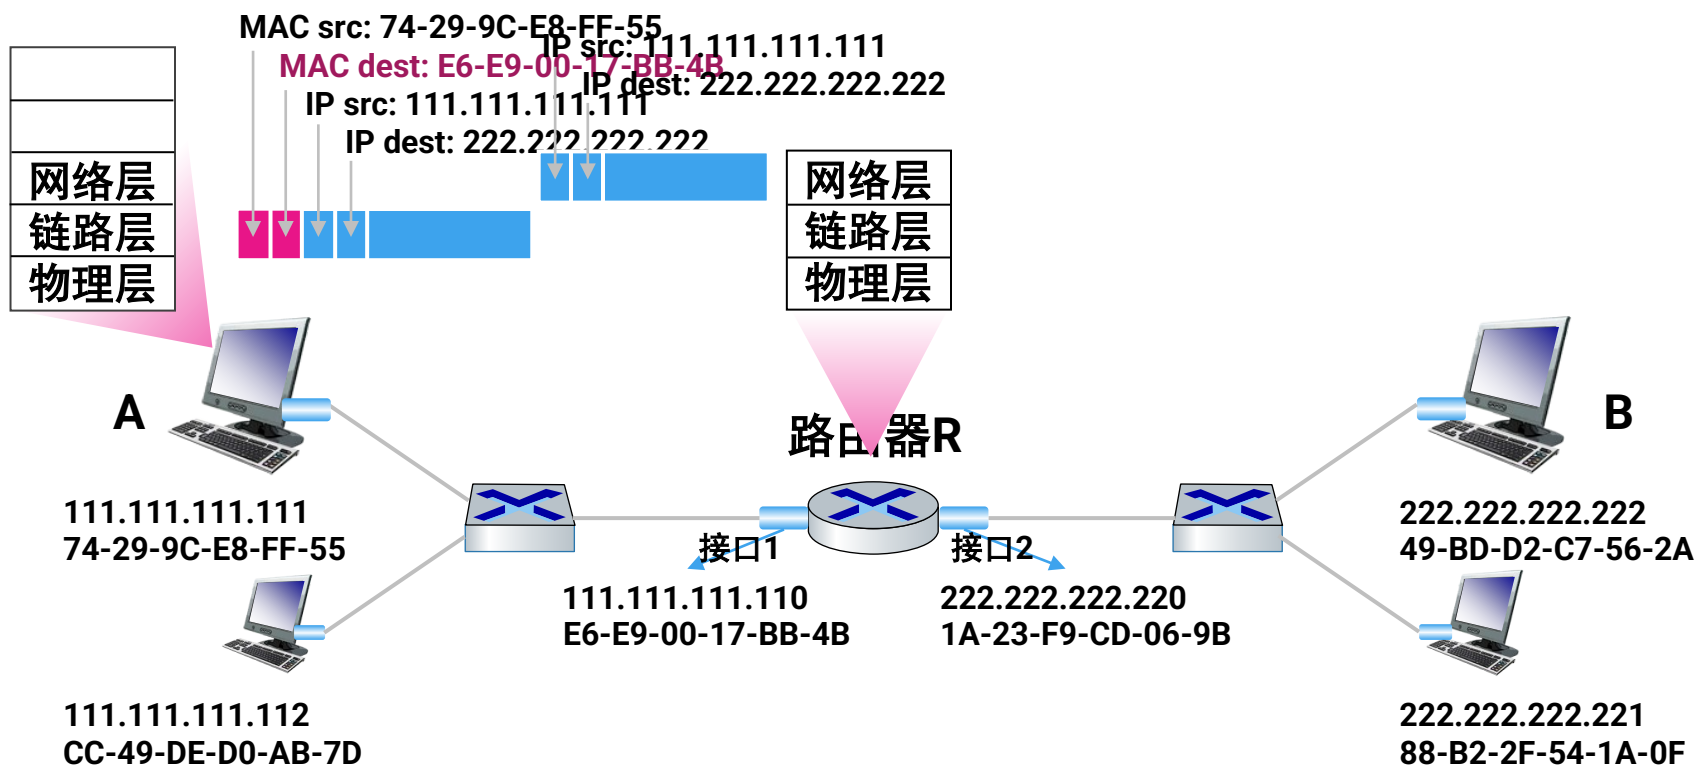 MAC src: 74-29-9C-E8-FF-55
MAC dest: E6-E9-00-17-BB-4B
IP src: 111.111.111.111
IP dest: 222.222.222.222
IP src: 111.111.111.111
IP dest: 222.222.222.222
网络层
链路层
物理层
网络层
链路层
物理层
A
路由器R
B
111.111.111.111
74-29-9C-E8-FF-55
接口1
接口2
222.222.222.222
49-BD-D2-C7-56-2A
111.111.111.110
E6-E9-00-17-BB-4B
222.222.222.220
1A-23-F9-CD-06-9B
111.111.111.112
CC-49-DE-D0-AB-7D
222.222.222.221
88-B2-2F-54-1A-0F